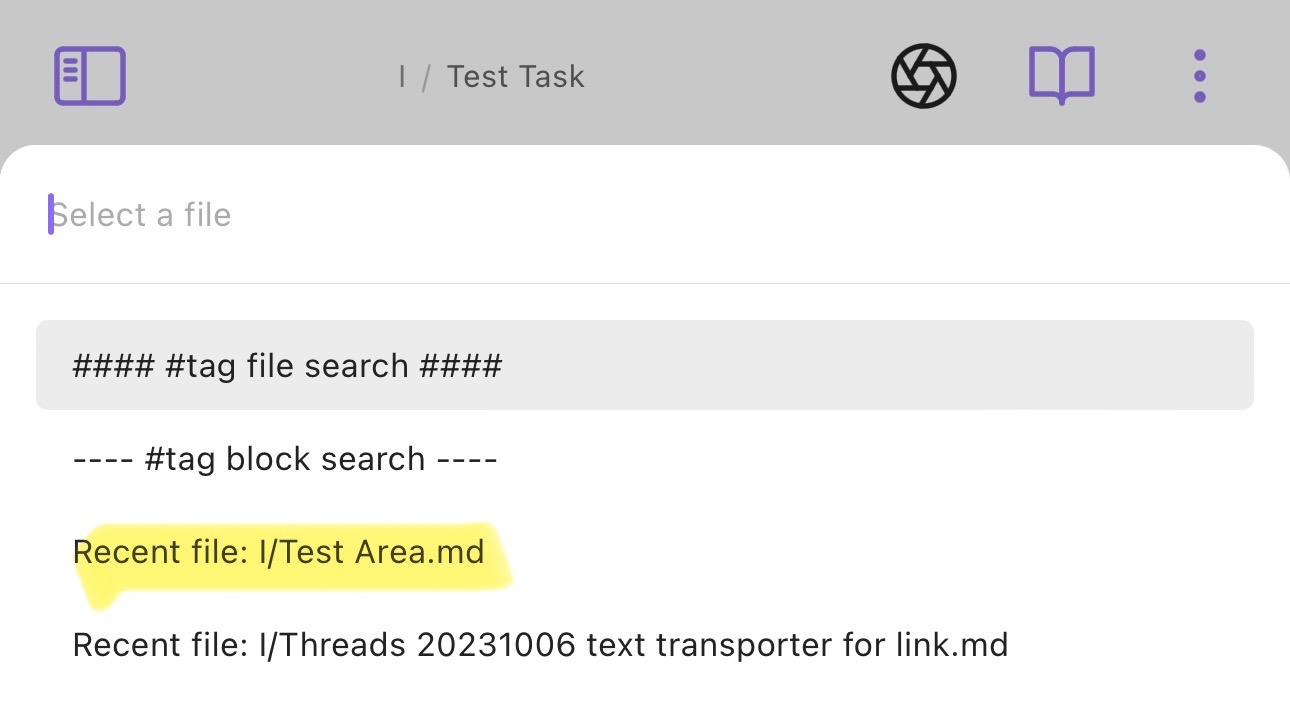 I / Test Task
Select a file
#### #tag file search ####
---- #tag block search ----
Recent file: I/Test Area.md
Recent file: I/Threads 20231006 text transporter for link.md